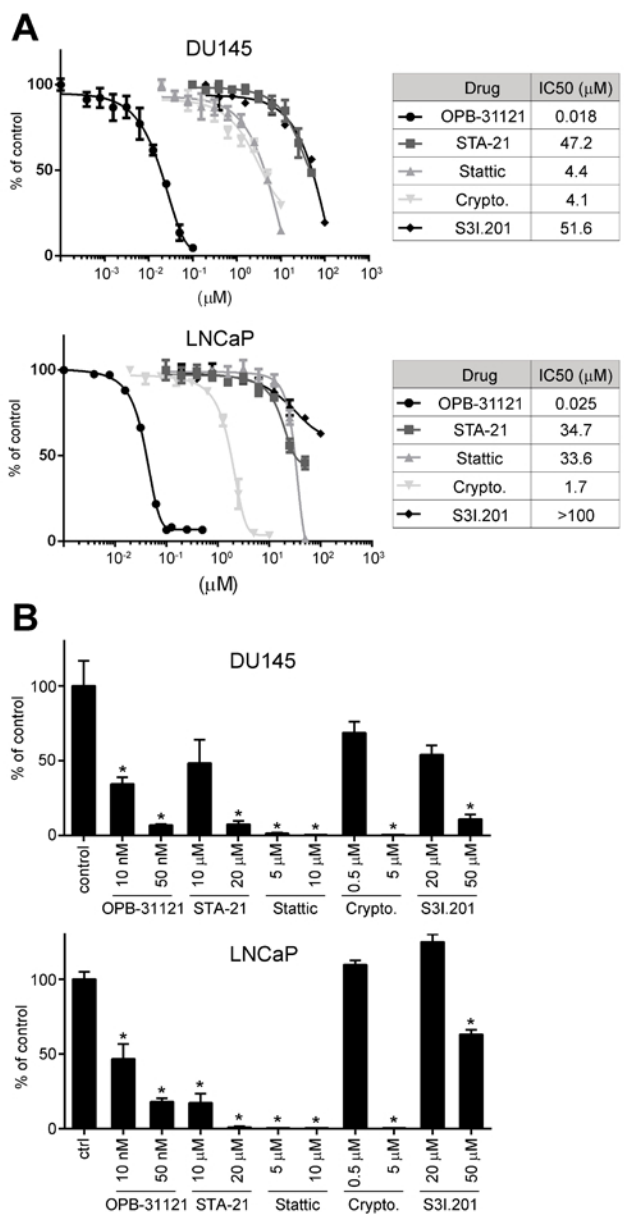 A
DU145
% of control
100
50
0
10⁻³ 10⁻² 10⁻¹ 10⁰ 10¹ 10² 10³
(µM)
Drug IC50 (µM)
OPB-31121 0.018
STA-21 47.2
Stattic 4.4
Crypto. 4.1
S3I.201 51.6
LNCaP
% of control
100
50
0
10⁻² 10⁻¹ 10⁰ 10¹ 10² 10³
(µM)
Drug IC50 (µM)
OPB-31121 0.025
STA-21 34.7
Stattic 33.6
Crypto. 1.7
S3I.201 >100
B
DU145
% of control
100
50
0
* * * * * * *
control 10 nM 50 nM 10 µM 20 µM 5 µM 10 µM 0.5 µM 5 µM 20 µM 50 µM
OPB-31121 STA-21 Stattic Crypto. S3I.201
LNCaP
% of control
100
50
0
* * * * * * * *
ctrl 10 nM 50 nM 10 µM 20 µM 5 µM 10 µM 0.5 µM 5 µM 20 µM 50 µM
OPB-31121 STA-21 Stattic Crypto. S3I.201